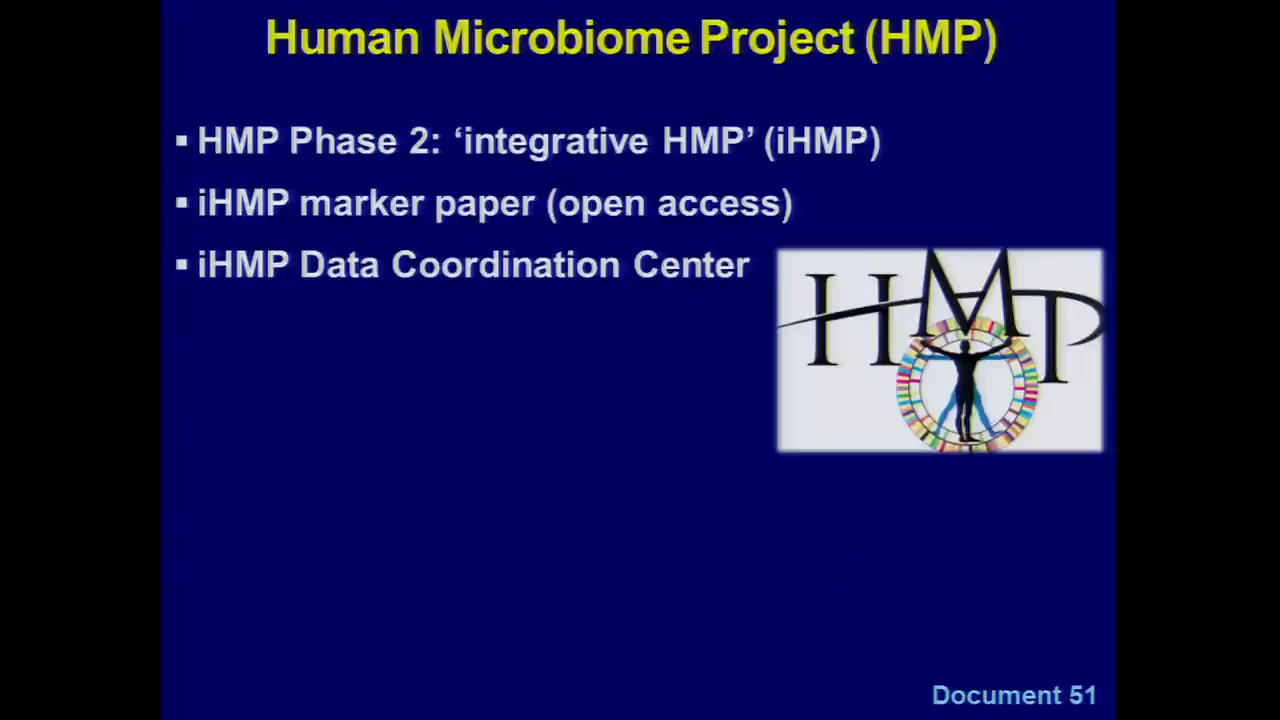 Human Microbiome Project (HMP)
▪ HMP Phase 2: ‘integrative HMP’ (iHMP)
▪ iHMP marker paper (open access)
▪ iHMP Data Coordination Center
HMP
Document 51